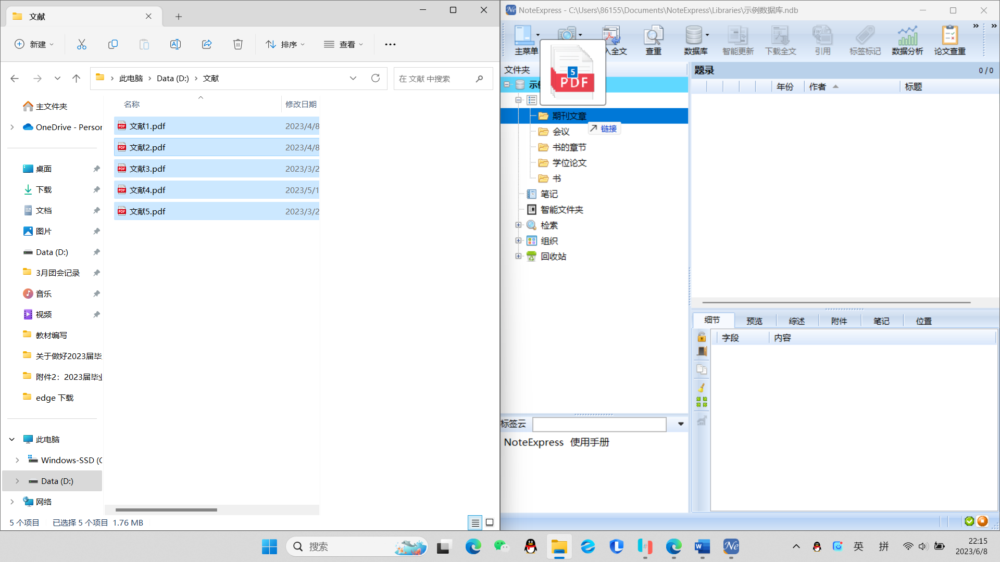 文献
新建
排序
查看
此电脑 Data (D:) 文献
在 文献 中搜索
主文件夹
OneDrive - Person
桌面
下载
文档
图片
Data (D:)
3月团会记录
音乐
视频
教材编写
关于做好2023届毕
附件2：2023届毕业
edge 下载
此电脑
Windows-SSD (C
Data (D:)
网络
名称 修改日期
文献1.pdf 2023/4/8
文献2.pdf 2023/4/8
文献3.pdf 2023/3/2
文献4.pdf 2023/5/1
文献5.pdf 2023/3/2
5 个项目 已选择 5 个项目 1.76 MB
NoteExpress - C:\Users\86155\Documents\NoteExpress\Libraries\示例数据库.ndb
主菜单 入全文 查重 数据库 智能更新 下载全文 引用 标签标记 数据分析 论文查重
5
PDF
文件夹
期刊文章
链接
会议
书的章节
学位论文
书
笔记
智能文件夹
检索
组织
回收站
标签云
NoteExpress 使用手册
题录 0 / 0
年份 作者 标题
细节 预览 综述 附件 笔记 位置
字段 内容
搜索
英 拼
22:15
2023/6/8